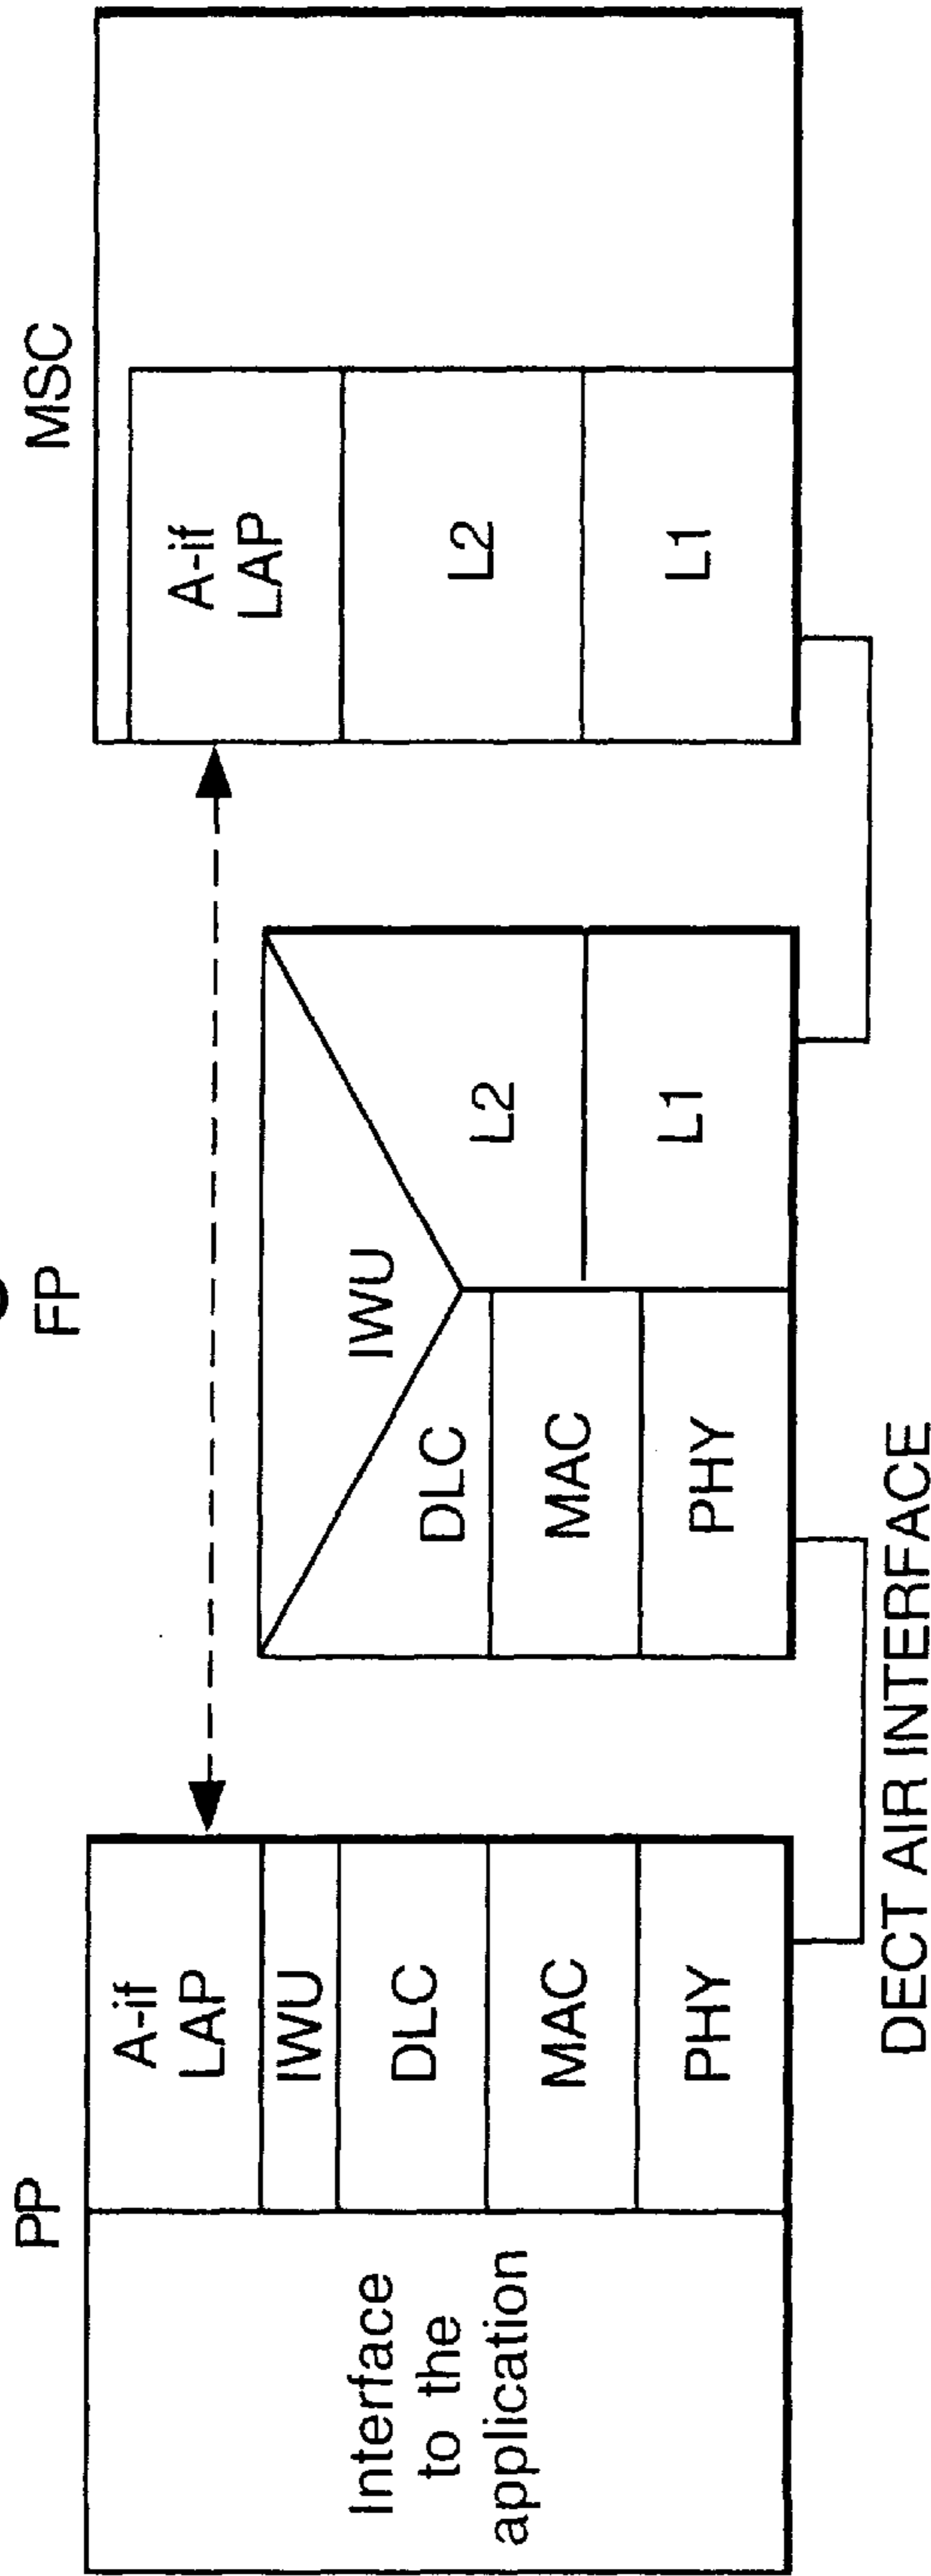 PP
FP
MSC
Interface
to the
application
A-if
LAP
IWU
DLC
MAC
PHY
IWU
DLC
MAC
PHY
L2
L1
A-if
LAP
L2
L1
DECT AIR INTERFACE